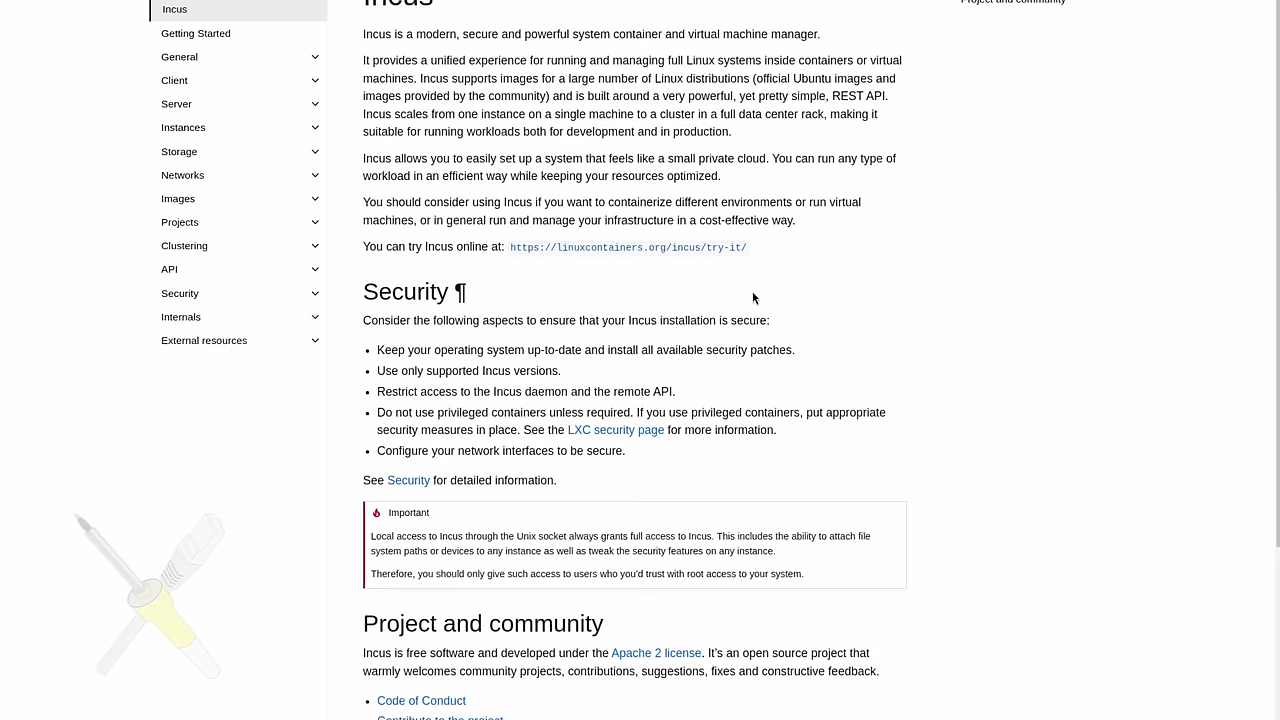 Incus
Getting Started
General
Client
Server
Instances
Storage
Networks
Images
Projects
Clustering
API
Security
Internals
External resources
Incus
Incus is a modern, secure and powerful system container and virtual machine manager.
It provides a unified experience for running and managing full Linux systems inside containers or virtual
machines. Incus supports images for a large number of Linux distributions (official Ubuntu images and
images provided by the community) and is built around a very powerful, yet pretty simple, REST API.
Incus scales from one instance on a single machine to a cluster in a full data center rack, making it
suitable for running workloads both for development and in production.
Incus allows you to easily set up a system that feels like a small private cloud. You can run any type of
workload in an efficient way while keeping your resources optimized.
You should consider using Incus if you want to containerize different environments or run virtual
machines, or in general run and manage your infrastructure in a cost-effective way.
You can try Incus online at: https://linuxcontainers.org/incus/try-it/
Security ¶
Consider the following aspects to ensure that your Incus installation is secure:
• Keep your operating system up-to-date and install all available security patches.
• Use only supported Incus versions.
• Restrict access to the Incus daemon and the remote API.
• Do not use privileged containers unless required. If you use privileged containers, put appropriate
security measures in place. See the LXC security page for more information.
• Configure your network interfaces to be secure.
See Security for detailed information.
Important
Local access to Incus through the Unix socket always grants full access to Incus. This includes the ability to attach file
system paths or devices to any instance as well as tweak the security features on any instance.
Therefore, you should only give such access to users who you'd trust with root access to your system.
Project and community
Incus is free software and developed under the Apache 2 license. It's an open source project that
warmly welcomes community projects, contributions, suggestions, fixes and constructive feedback.
• Code of Conduct
Contribute to the project
Project and community